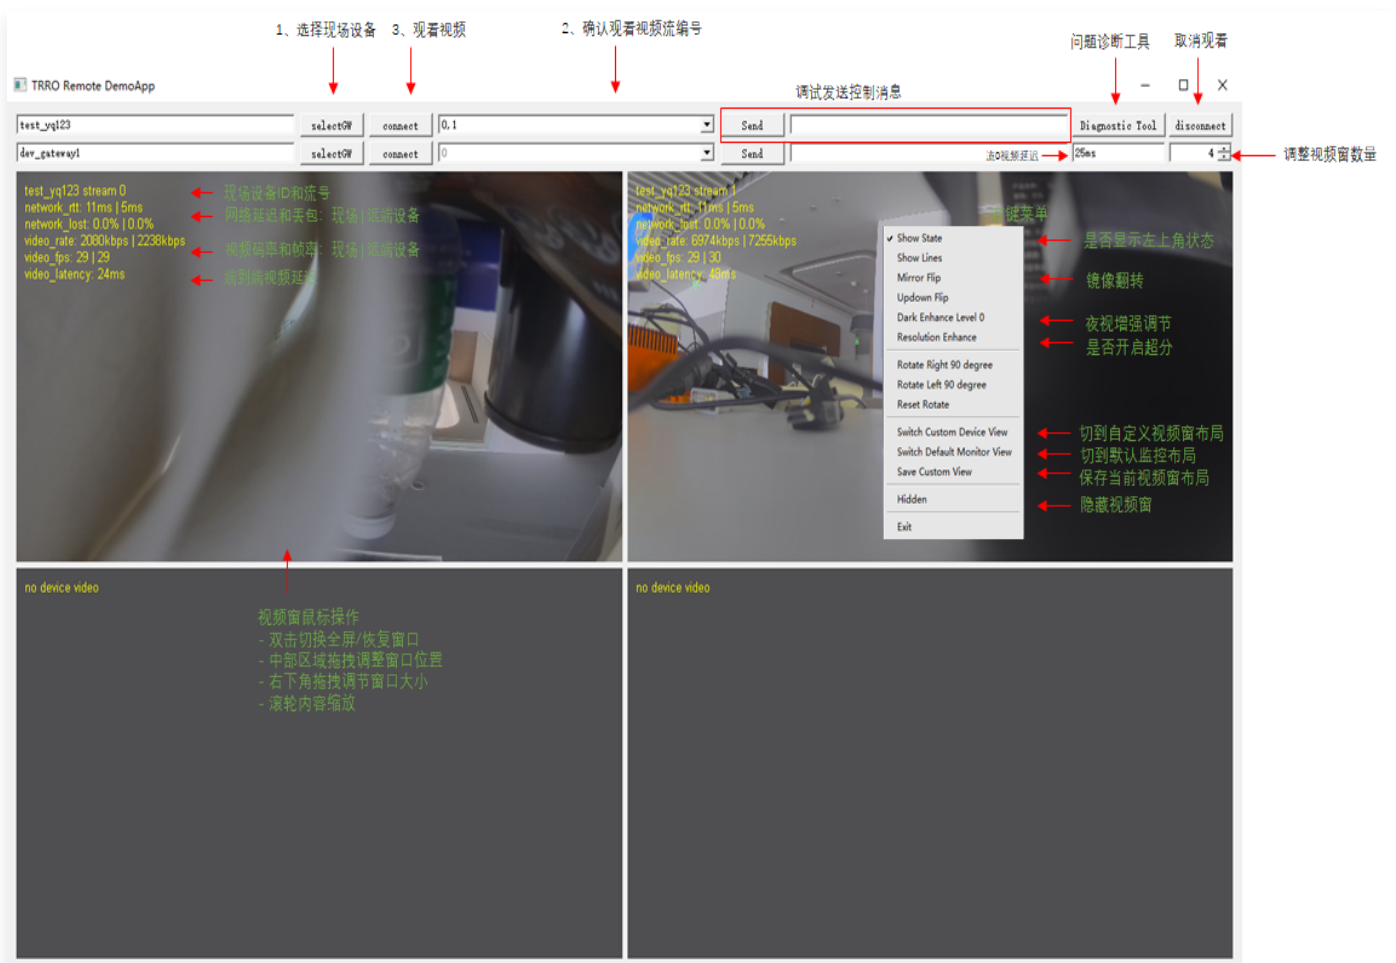 1、选择现场设备 3、观看视频 2、确认观看视频流编号
问题诊断工具 取消观看
TRRO Remote DemoApp
调试发送控制消息
test_yq123 selectGW connect 0,1 Send Diagnostic Tool disconnect
dev_gateway1 selectGW connect 0 Send 流0视频延迟 25ms 4 调整视频窗数量
test_yq123 stream 0
network_rtt: 11ms | 5ms
network_lost: 0.0% | 0.0%
video_rate: 2080kbps | 2238kbps
video_fps: 29 | 29
video_latency: 24ms
现场设备ID和流号
网络延迟和丢包：现场 | 远端设备
视频码率和帧率：现场 | 远端设备
端到端视频延迟
test_yq123 stream 1
network_rtt: 11ms | 5ms
network_lost: 0.0% | 0.0%
video_rate: 6974kbps | 7255kbps
video_fps: 29 | 30
video_latency: 48ms
右键菜单
Show State 是否显示左上角状态
Show Lines
Mirror Flip 镜像翻转
Updown Flip
Dark Enhance Level 0 夜视增强调节
Resolution Enhance 是否开启超分
Rotate Right 90 degree
Rotate Left 90 degree
Reset Rotate
Switch Custom Device View 切到自定义视频窗布局
Switch Default Monitor View 切到默认监控布局
Save Custom View 保存当前视频窗布局
Hidden 隐藏视频窗
Exit
no device video
视频窗鼠标操作
- 双击切换全屏/恢复窗口
- 中部区域拖拽调整窗口位置
- 右下角拖拽调节窗口大小
- 滚轮内容缩放
no device video